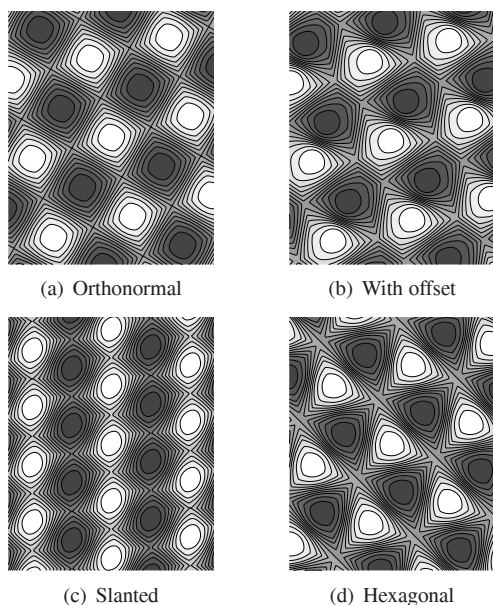 (a) Orthonormal
(b) With offset
(c) Slanted
(d) Hexagonal